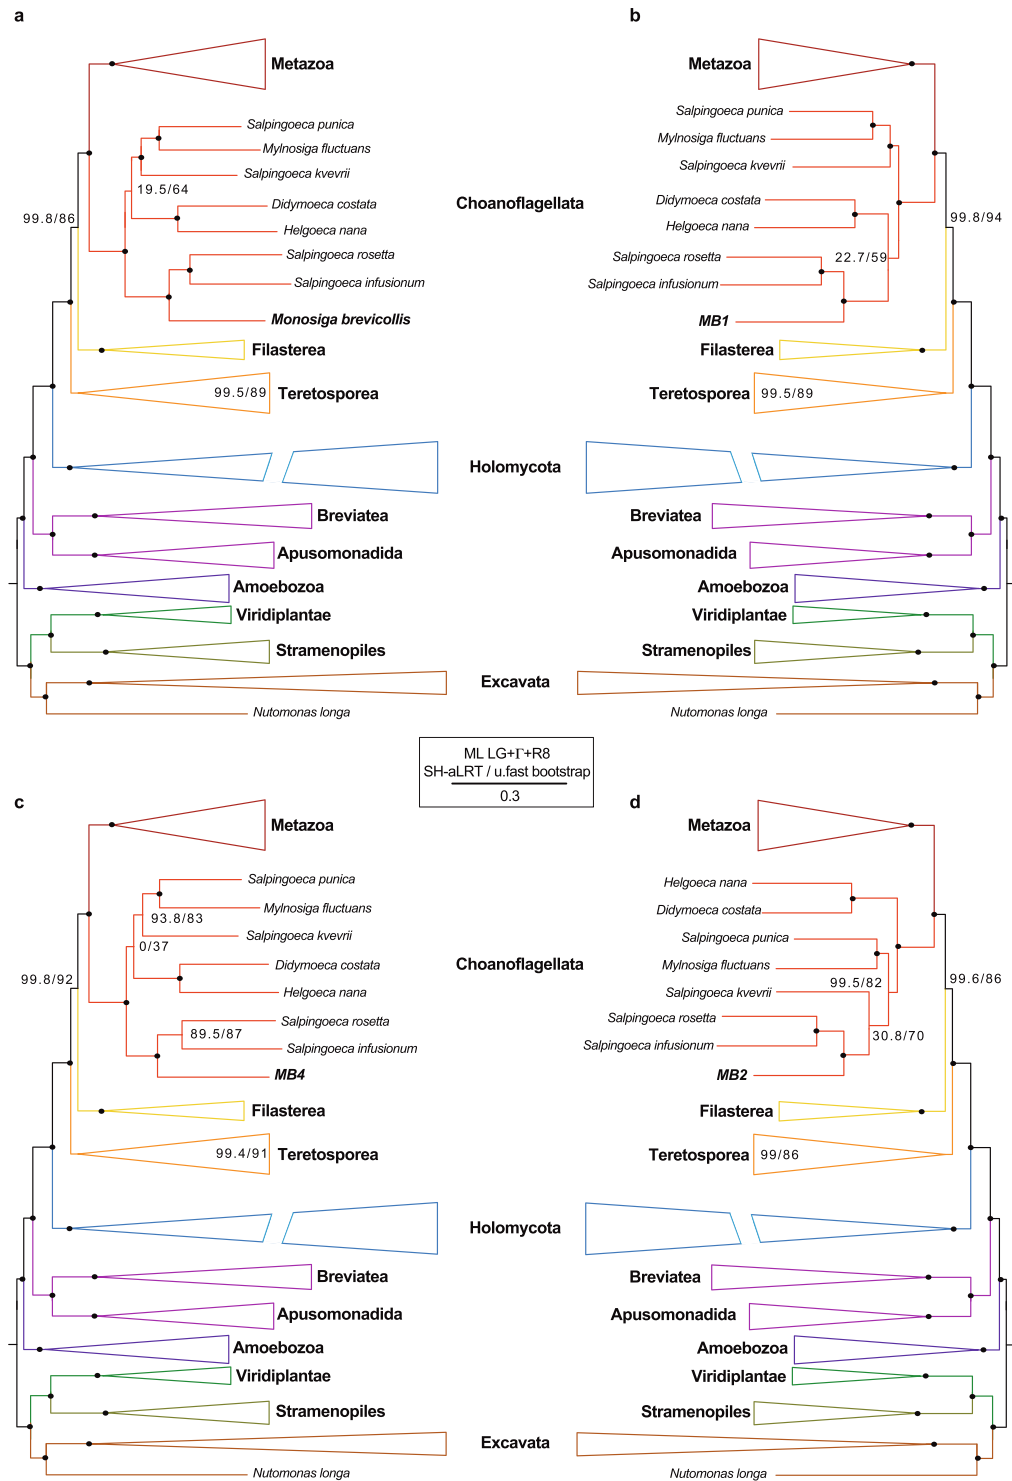 a
Metazoa
Salpingoeca punica
Mylnosiga fluctuans
Salpingoeca kvevrii
19.5/64
Didymoeca costata
99.8/86
Helgoeca nana
Salpingoeca rosetta
Salpingoeca infusionum
Monosiga brevicollis
Filasterea
99.5/89
Teretosporea
Breviatea
Apusomonadida
Amoebozoa
Viridiplantae
Stramenopiles
Nutomonas longa
Choanoflagellata
Holomycota
Excavata
b
Metazoa
Salpingoeca punica
Mylnosiga fluctuans
Salpingoeca kvevrii
Didymoeca costata
99.8/94
Helgoeca nana
Salpingoeca rosetta
22.7/59
Salpingoeca infusionum
MB1
Filasterea
Teretosporea
99.5/89
Breviatea
Apusomonadida
Amoebozoa
Viridiplantae
Stramenopiles
Nutomonas longa
ML LG+Γ+R8
SH-aLRT / u.fast bootstrap
0.3
c
Metazoa
Salpingoeca punica
Mylnosiga fluctuans
93.8/83
Salpingoeca kvevrii
0/37
Didymoeca costata
99.8/92
Helgoeca nana
Salpingoeca rosetta
89.5/87
Salpingoeca infusionum
MB4
Filasterea
99.4/91
Teretosporea
Breviatea
Apusomonadida
Amoebozoa
Viridiplantae
Stramenopiles
Nutomonas longa
Choanoflagellata
Holomycota
Excavata
d
Metazoa
Helgoeca nana
Didymoeca costata
Salpingoeca punica
Mylnosiga fluctuans
99.6/86
99.5/82
Salpingoeca kvevrii
Salpingoeca rosetta
30.8/70
Salpingoeca infusionum
MB2
Filasterea
Teretosporea
99/86
Breviatea
Apusomonadida
Amoebozoa
Viridiplantae
Stramenopiles
Nutomonas longa